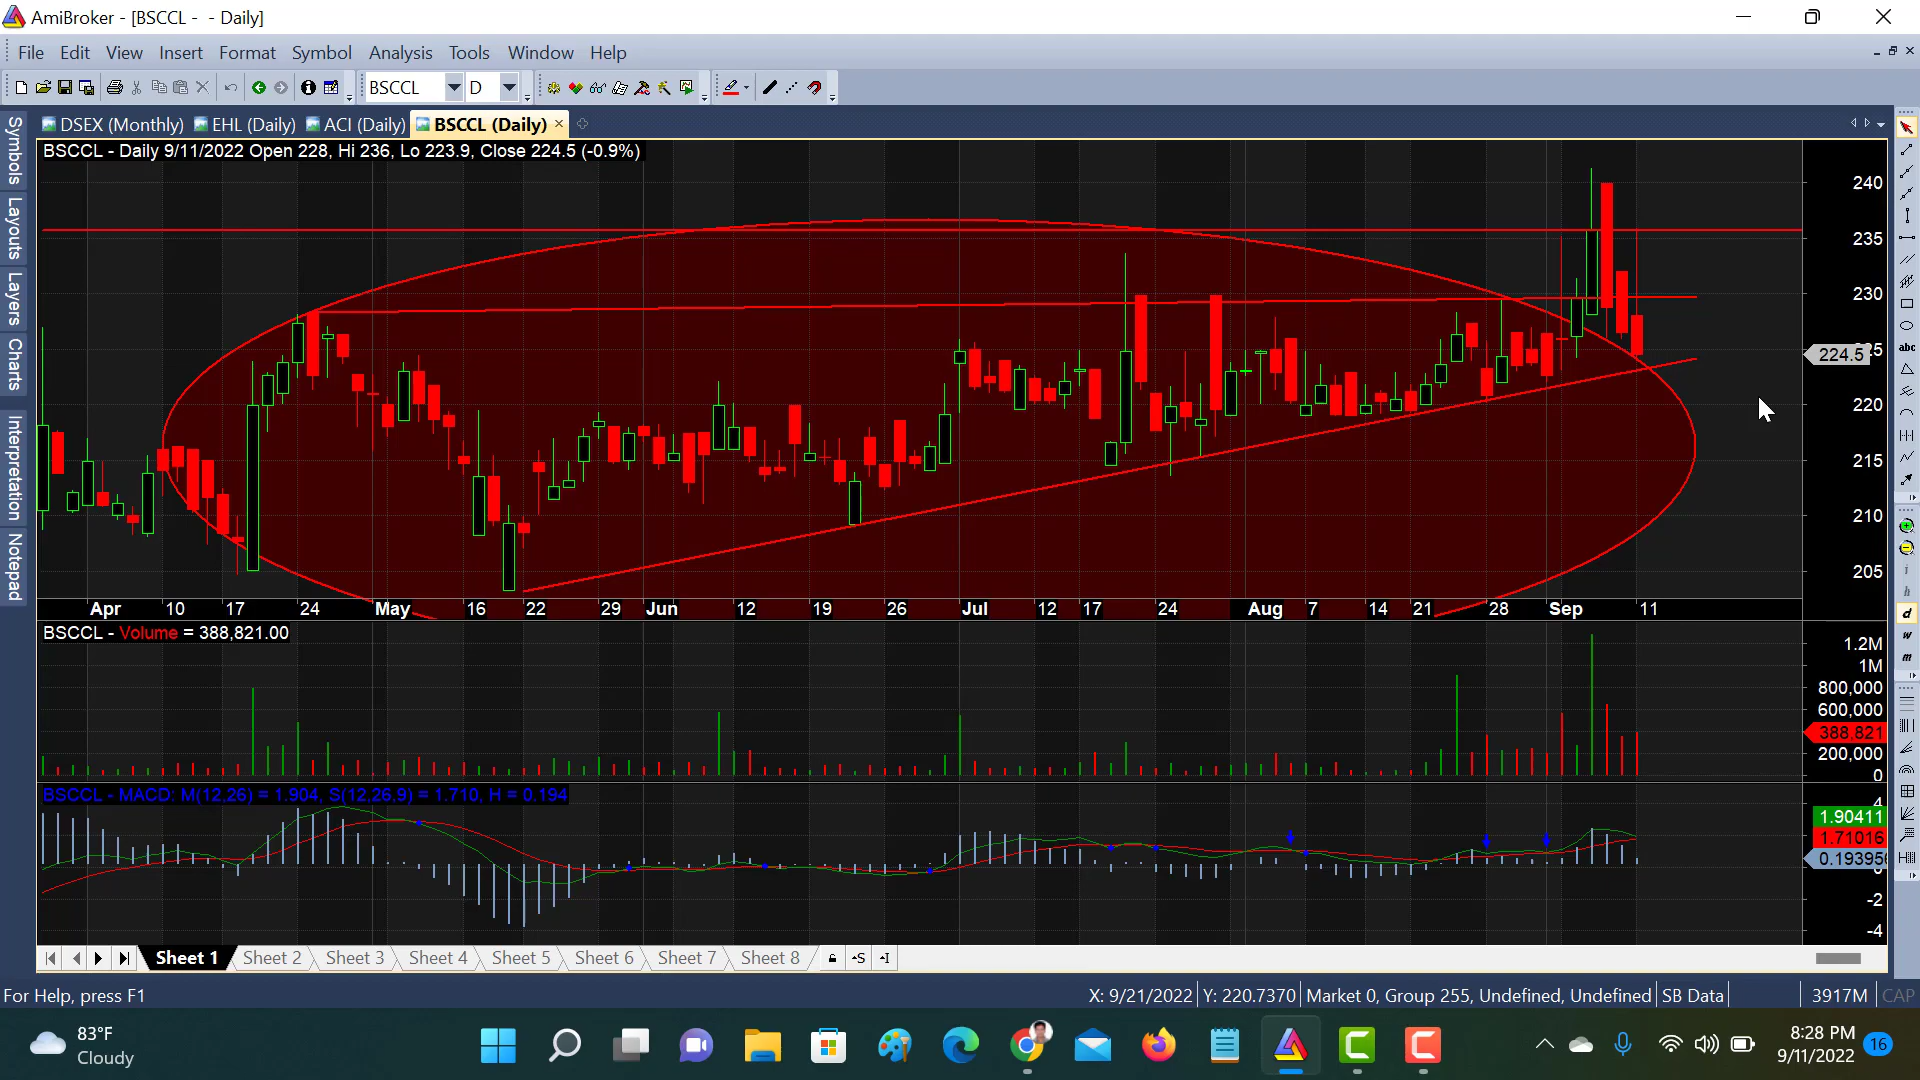 AmiBroker - [BSCCL - - Daily]
File Edit View Insert Format Symbol Analysis Tools Window Help
BSCCL D
DSEX (Monthly) EHL (Daily) ACI (Daily) BSCCL (Daily)
BSCCL - Daily 9/11/2022 Open 228, Hi 236, Lo 223.9, Close 224.5 (-0.9%)
Symbols
Layouts
Layers
Charts
Interpretation
Notepad
240
235
230
224.5
220
215
210
205
abc
Apr 10 17 24 May 16 22 29 Jun 12 19 26 Jul 12 17 24 Aug 7 14 21 28 Sep 11
i
h
d
w
m
BSCCL - Volume = 388,821.00
1.2M
1M
800,000
600,000
388,821
200,000
0
BSCCL - MACD: M(12,26) = 1.904, S(12,26,9) = 1.710, H = 0.194
4
1.90411
1.71016
0.193956
-2
-4
Sheet 1 Sheet 2 Sheet 3 Sheet 4 Sheet 5 Sheet 6 Sheet 7 Sheet 8
For Help, press F1 X: 9/21/2022 Y: 220.7370 Market 0, Group 255, Undefined, Undefined SB Data 3917M CAP
83°F
Cloudy
8:28 PM
9/11/2022
16